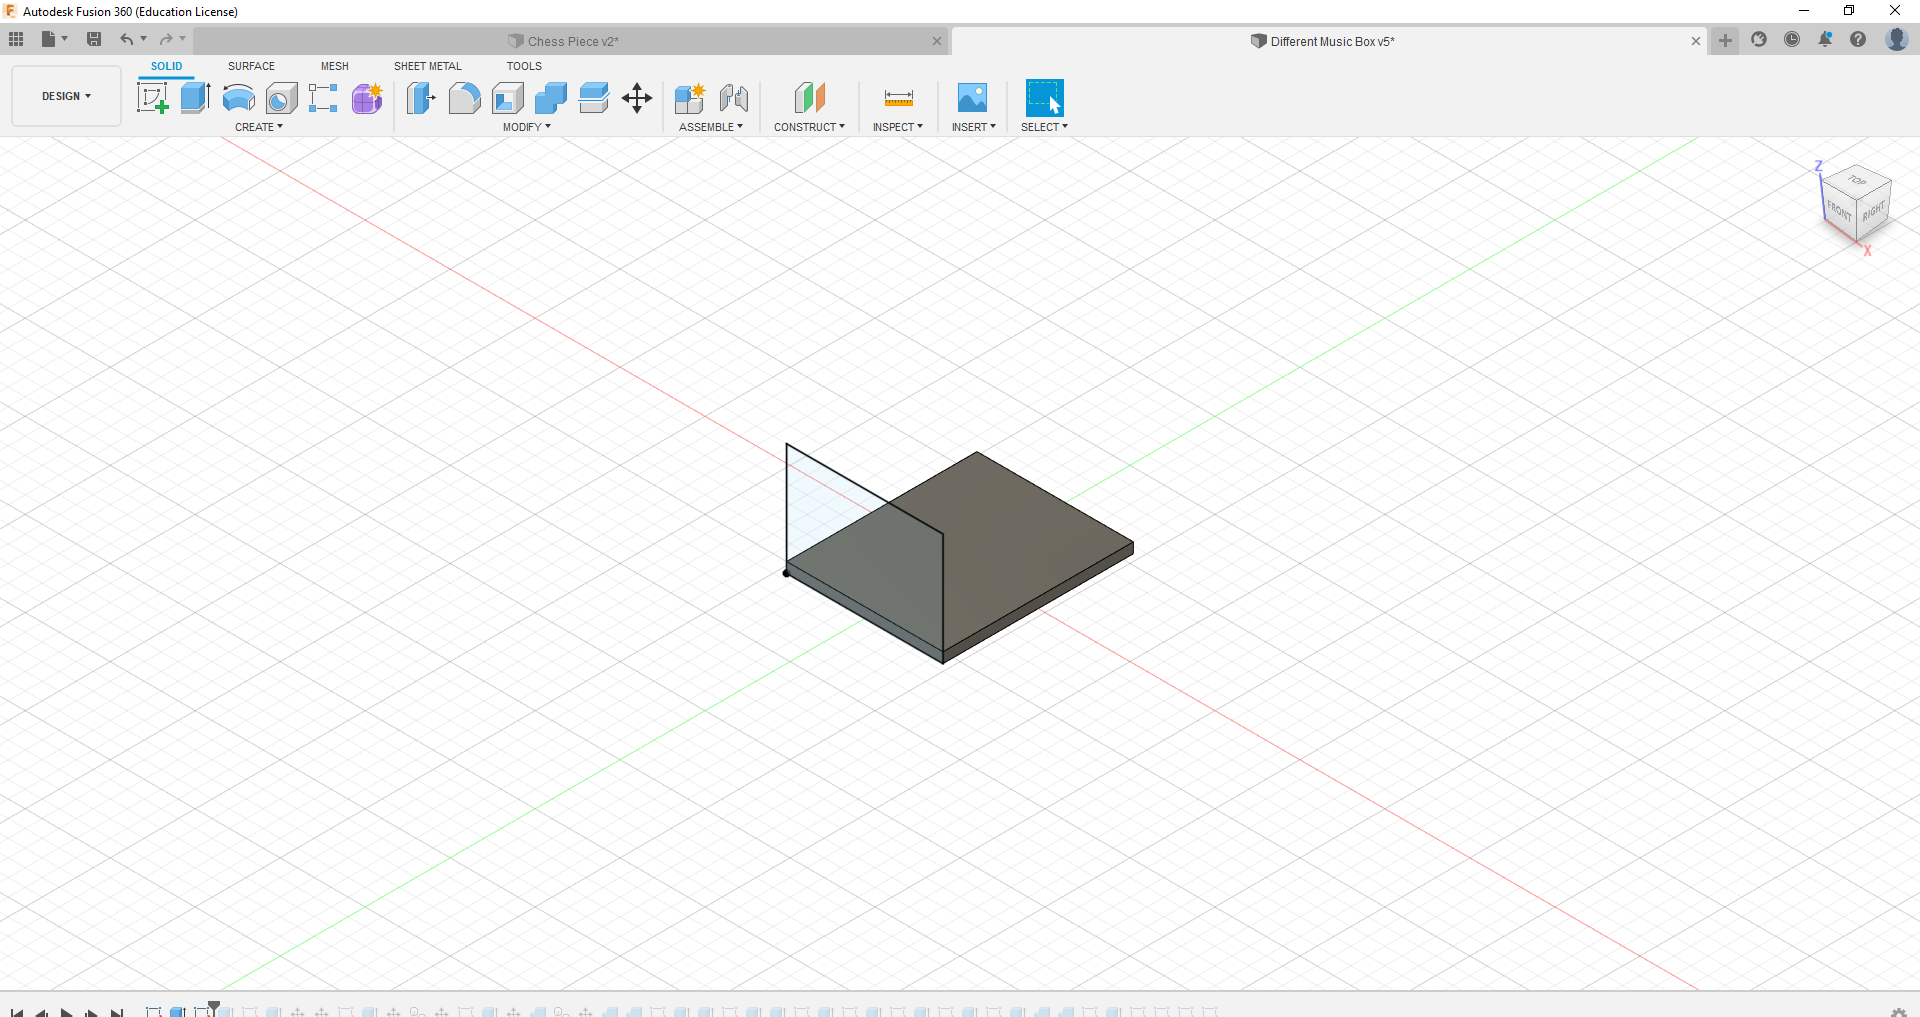 Autodesk Fusion 360 (Education License)
Chess Piece v2*
Different Music Box v5*
DESIGN
SOLID SURFACE MESH SHEET METAL TOOLS
CREATE MODIFY ASSEMBLE CONSTRUCT INSPECT INSERT SELECT
Z
TOP
FRONT RIGHT
X